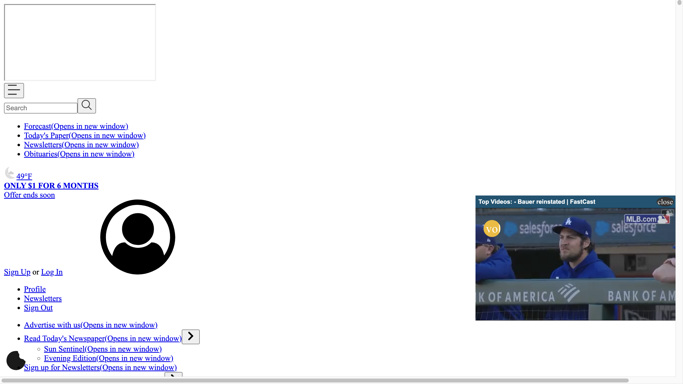 Search
Forecast(Opens in new window)
Today's Paper(Opens in new window)
Newsletters(Opens in new window)
Obituaries(Opens in new window)
49°F
ONLY $1 FOR 6 MONTHS
Offer ends soon
Sign Up or Log In
Profile
Newsletters
Sign Out
Advertise with us(Opens in new window)
Read Today's Newspaper(Opens in new window)
Sun Sentinel(Opens in new window)
Evening Edition(Opens in new window)
Sign up for Newsletters(Opens in new window)
Top Videos: - Bauer reinstated | FastCast
close
MLB.com
salesforce
salesforce
vo
LA
K OF AMERICA
BANK OF AM